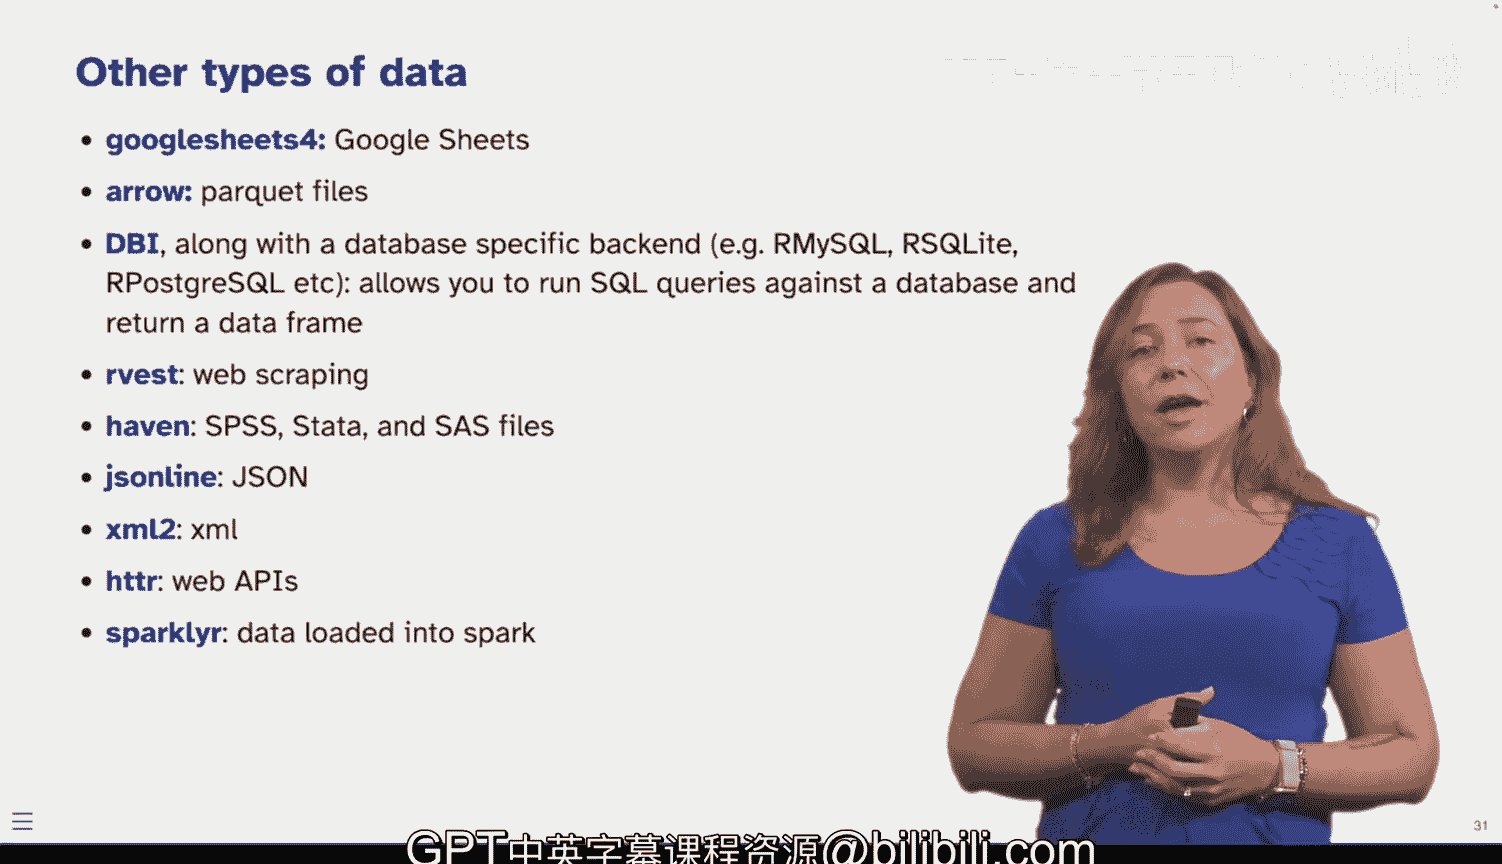 Other types of data
• googlesheets4: Google Sheets
• arrow: parquet files
• DBI, along with a database specific backend (e.g. RMySQL, RSQLite,
RPostgreSQL etc): allows you to run SQL queries against a database and
return a data frame
• rvest: web scraping
• haven: SPSS, Stata, and SAS files
• jsonline: JSON
• xml2: xml
• httr: web APIs
• sparklyr: data loaded into spark
31
GPT中英字幕课程资源@bilibili.com